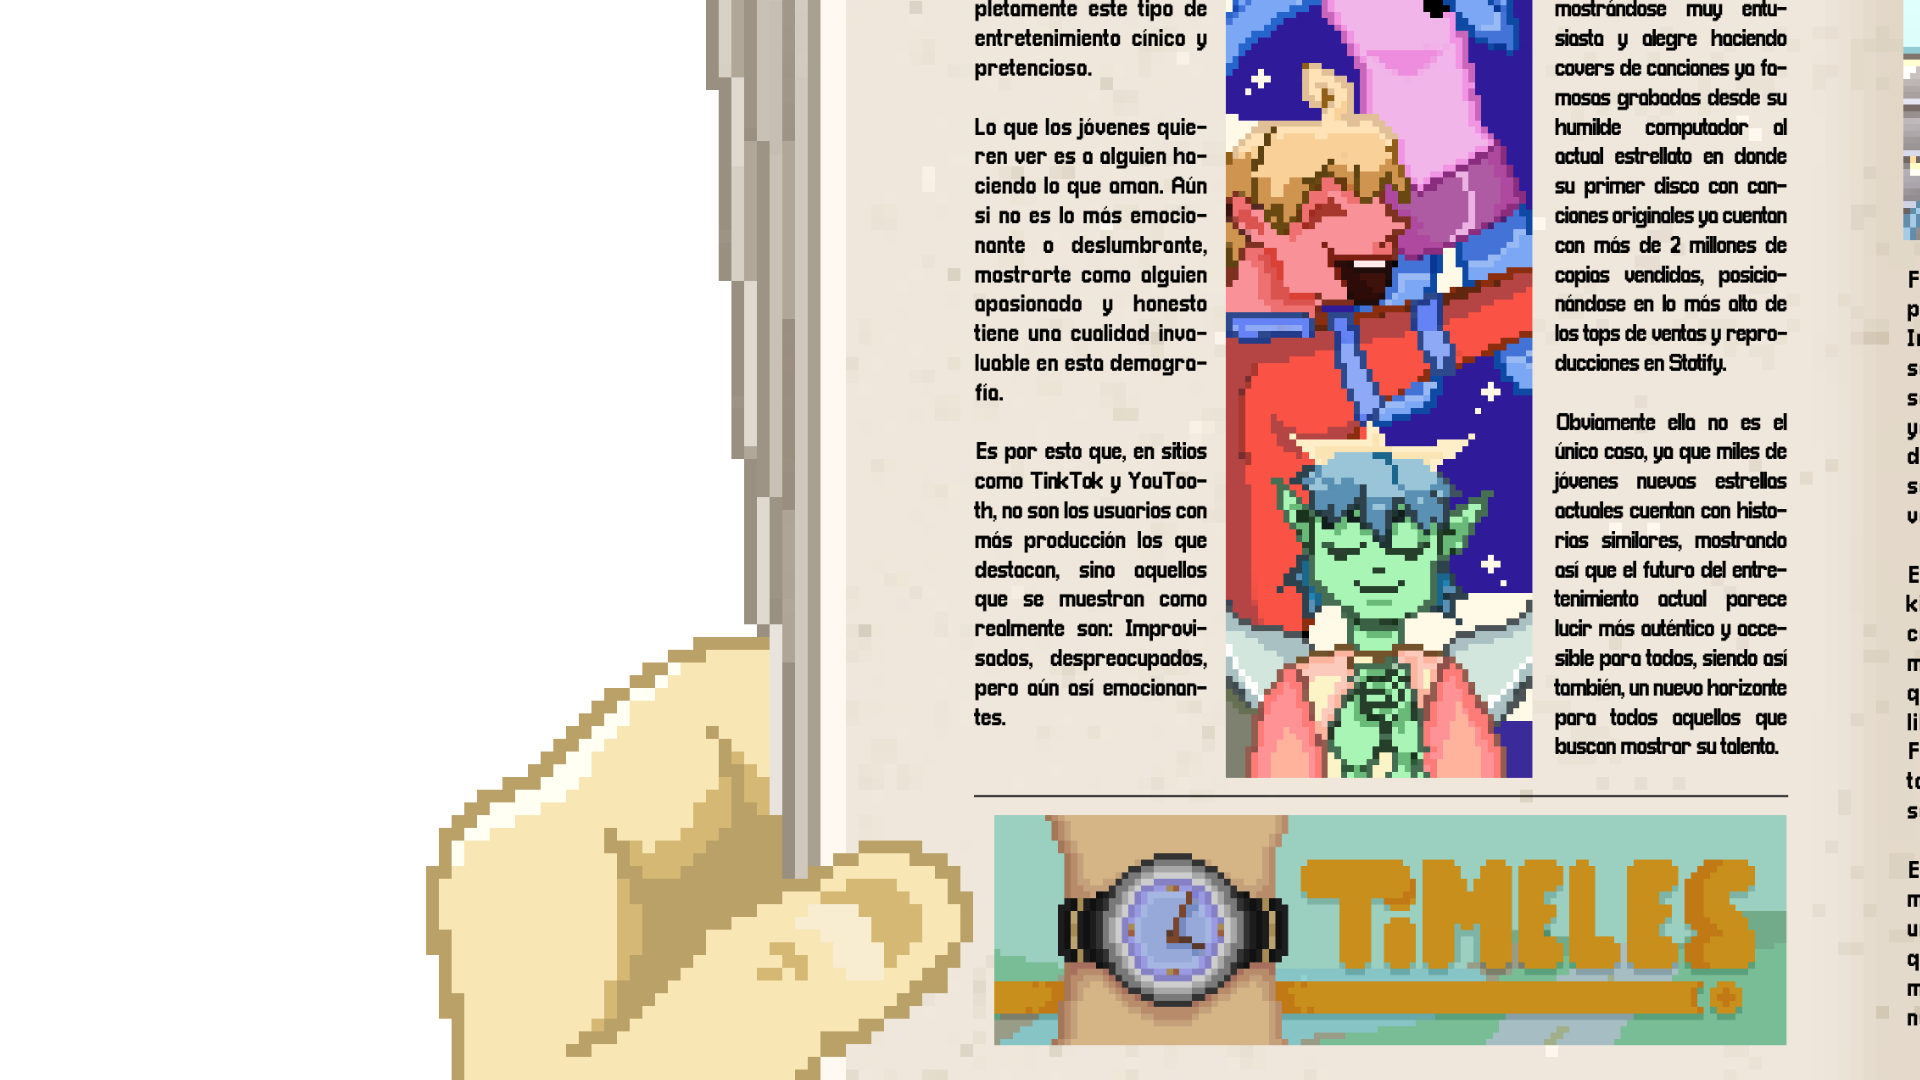 pletamente este tipo de
entretenimiento cínico y
pretencioso.
Lo que los jóvenes quie-
ren ver es a alguien ha-
ciendo lo que aman. Aún
si no es lo más emocio-
nante o deslumbrante,
mostrarte como alguien
apasionado y honesto
tiene una cualidad inva-
luable en esta demogra-
fía.
Es por esto que, en sitios
como TinkTok y YouToo-
th, no son los usuarios con
más producción los que
destacan, sino aquellos
que se muestran como
realmente son: Improvi-
sados, despreocupados,
pero aún así emocionan-
tes.
mostrándose muy entu-
siasta y alegre haciendo
covers de canciones ya fa-
mosas grabadas desde su
humilde computador al
actual estrellato en donde
su primer disco con can-
ciones originales ya cuentan
con más de 2 millones de
copias vendidas, posicio-
nándose en lo más alto de
los tops de ventas y repro-
ducciones en Statify.
Obviamente ella no es el
único caso, ya que miles de
jóvenes nuevas estrellas
actuales cuentan con histo-
rias similares, mostrando
así que el futuro del entre-
tenimiento actual parece
lucir más auténtico y acce-
sible para todos, siendo así
también, un nuevo horizonte
para todos aquellos que
buscan mostrar su talento.
TiMELES